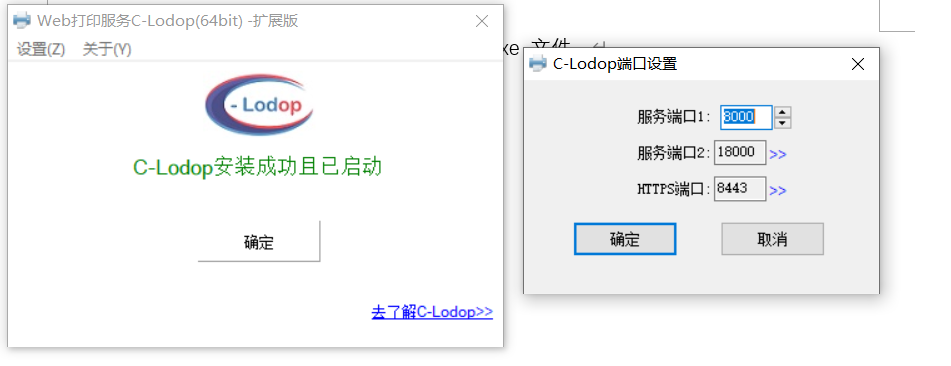 Web打印服务C-Lodop(64bit) -扩展版
设置(Z) 关于(Y)
C - Lodop
C-Lodop安装成功且已启动
确定
去了解C-Lodop>>
xe 文件
C-Lodop端口设置
服务端口1: 8000
服务端口2: 18000 >>
HTTPS端口: 8443 >>
确定 取消